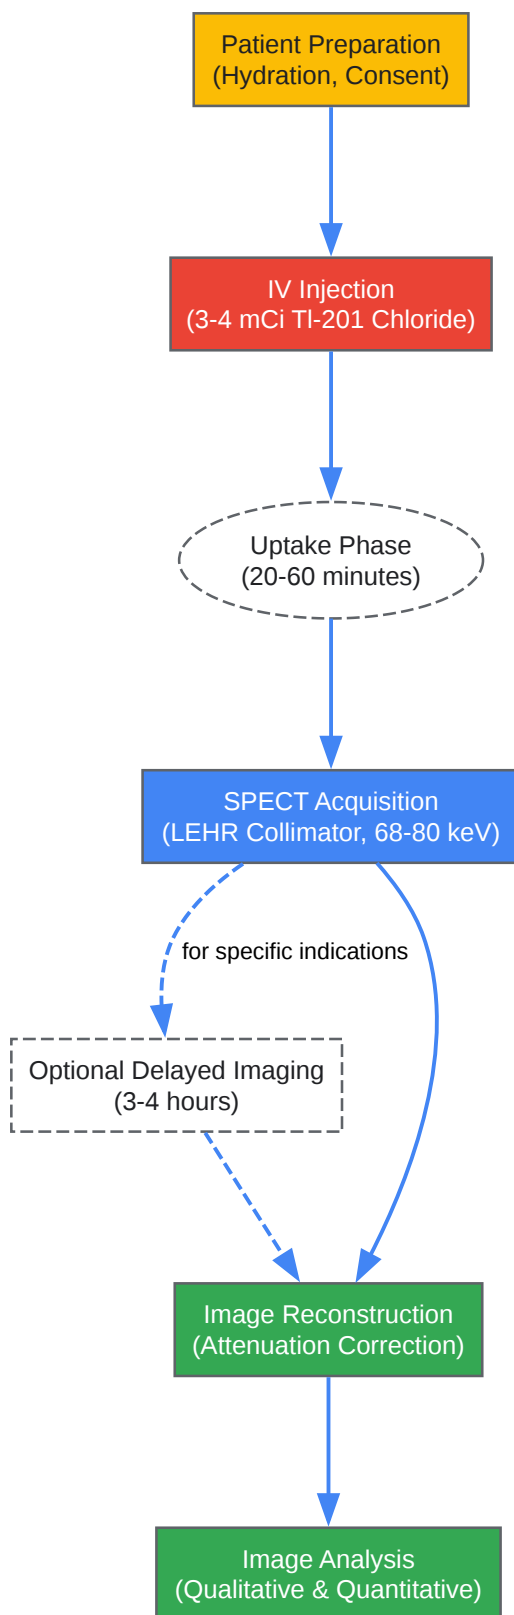 Patient Preparation
(Hydration, Consent)
IV Injection
(3-4 mCi Tl-201 Chloride)
Uptake Phase
(20-60 minutes)
SPECT Acquisition
(LEHR Collimator, 68-80 keV)
for specific indications
Optional Delayed Imaging
(3-4 hours)
Image Reconstruction
(Attenuation Correction)
Image Analysis
(Qualitative & Quantitative)